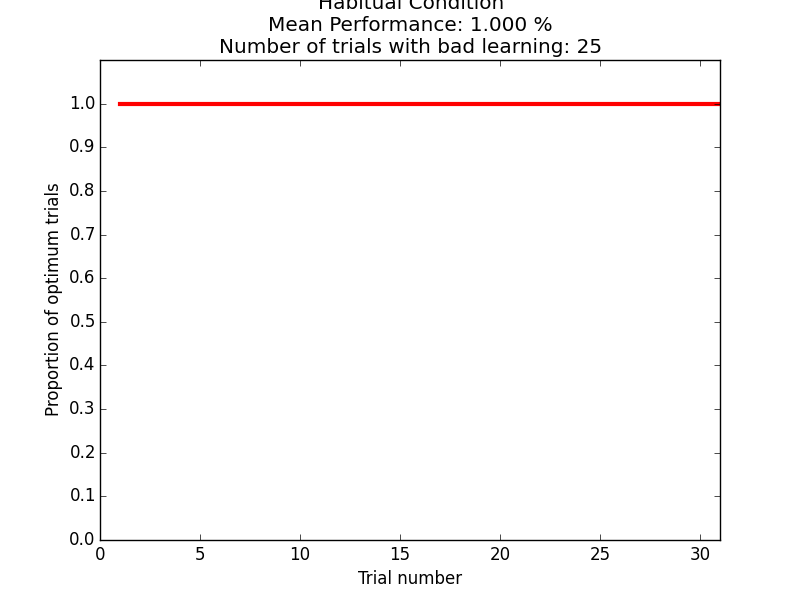 Habitual Condition
Mean Performance: 1.000 %
Number of trials with bad learning: 25
1.0
0.9
0.8
0.7
0.6
0.5
0.4
0.3
0.2
0.1
0.0
Proportion of optimum trials
0 5 10 15 20 25 30
Trial number